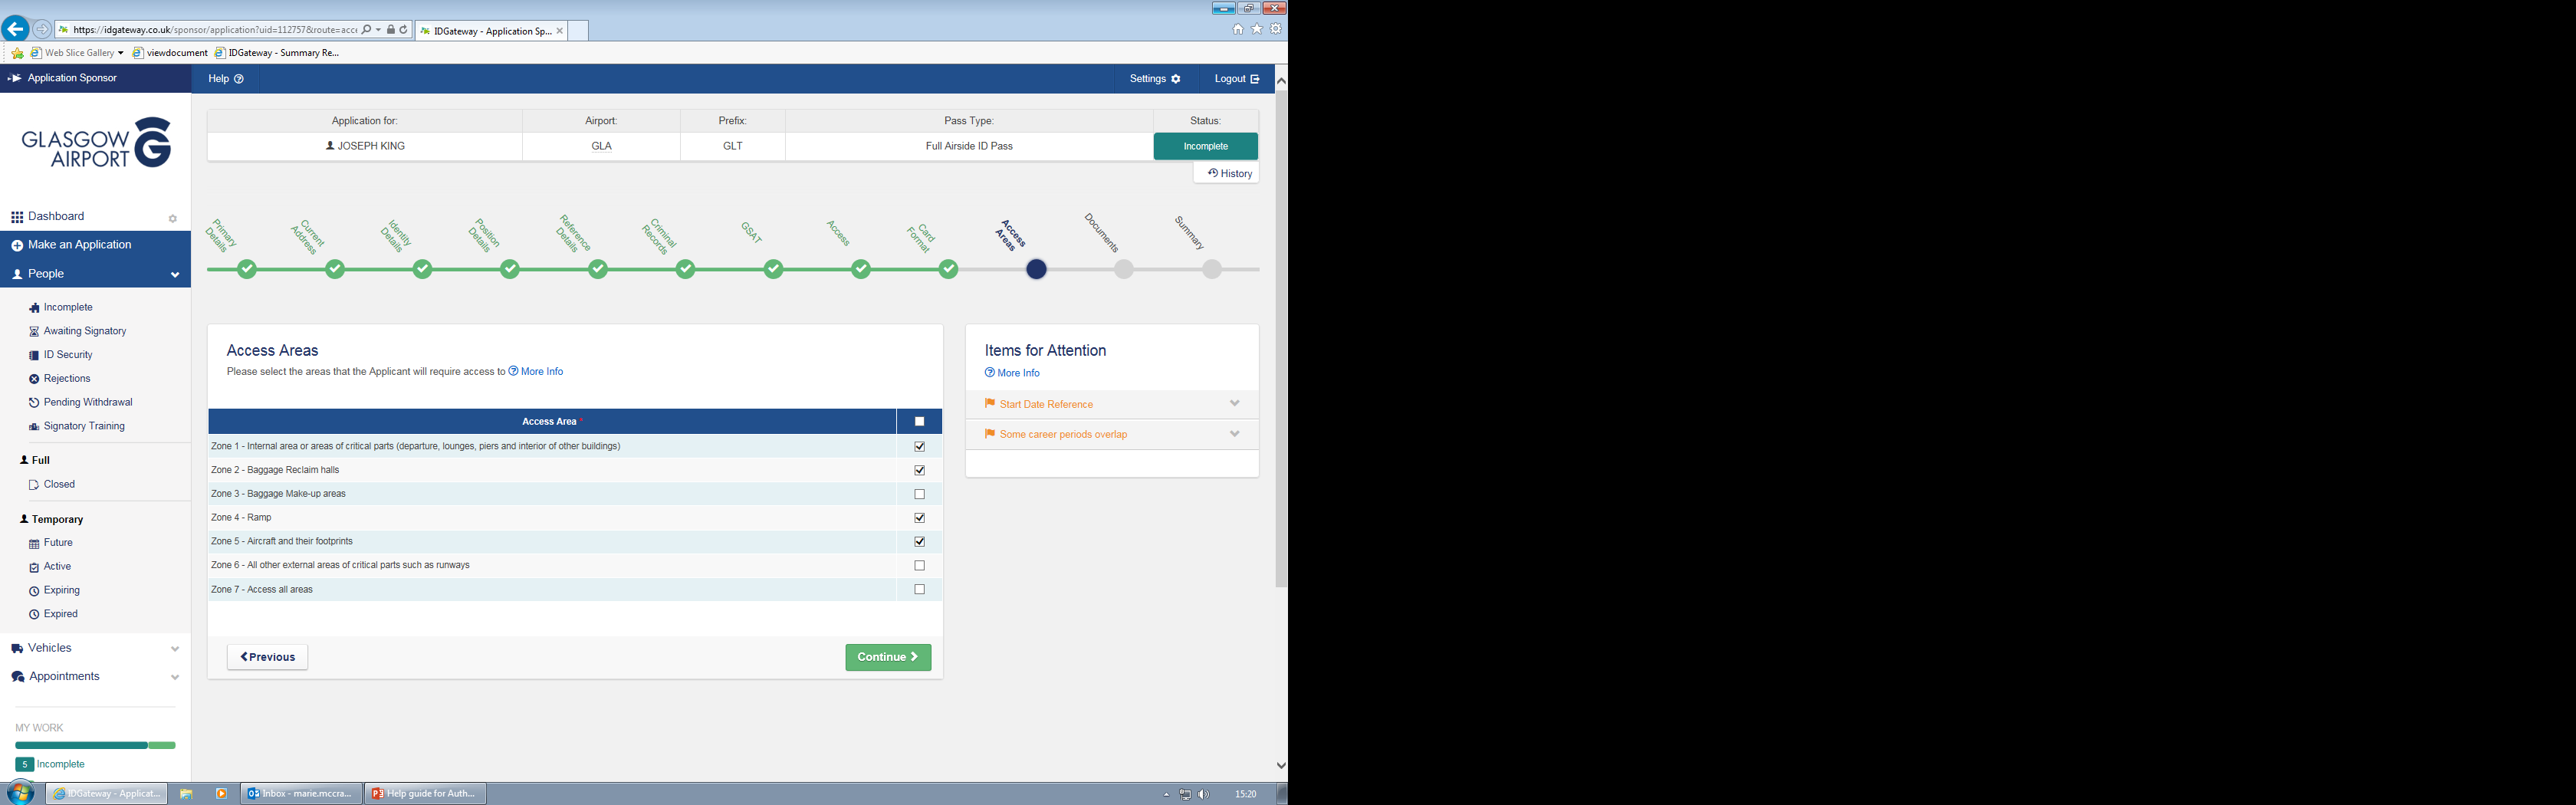 https://idgateway.co.uk/sponsor/application?uid=112757&route=acce
IDGateway - Application Sp...
Web Slice Gallery
viewdocument
IDGateway - Summary Re...
Application Sponsor
Help
Settings
Logout
GLASGOW
AIRPORT
Application for:
Airport:
Prefix:
Pass Type:
Status:
JOSEPH KING
GLA
GLT
Full Airside ID Pass
Incomplete
History
Dashboard
Make an Application
People
Incomplete
Awaiting Signatory
ID Security
Rejections
Pending Withdrawal
Signatory Training
Full
Closed
Temporary
Future
Active
Expiring
Expired
Vehicles
Appointments
MY WORK
5 Incomplete
Primary Details
Current Address
Identity Details
Position Details
Reference Details
Criminal Records
GSAT
Access
Card Format
Access Areas
Documents
Summary
Access Areas
Please select the areas that the Applicant will require access to More Info
Access Area *
Zone 1 - Internal area or areas of critical parts (departure, lounges, piers and interior of other buildings)
Zone 2 - Baggage Reclaim halls
Zone 3 - Baggage Make-up areas
Zone 4 - Ramp
Zone 5 - Aircraft and their footprints
Zone 6 - All other external areas of critical parts such as runways
Zone 7 - Access all areas
Previous
Continue
Items for Attention
More Info
Start Date Reference
Some career periods overlap
IDGateway - Applicat...
Inbox - marie.mccra...
Help guide for Auth...
15:20